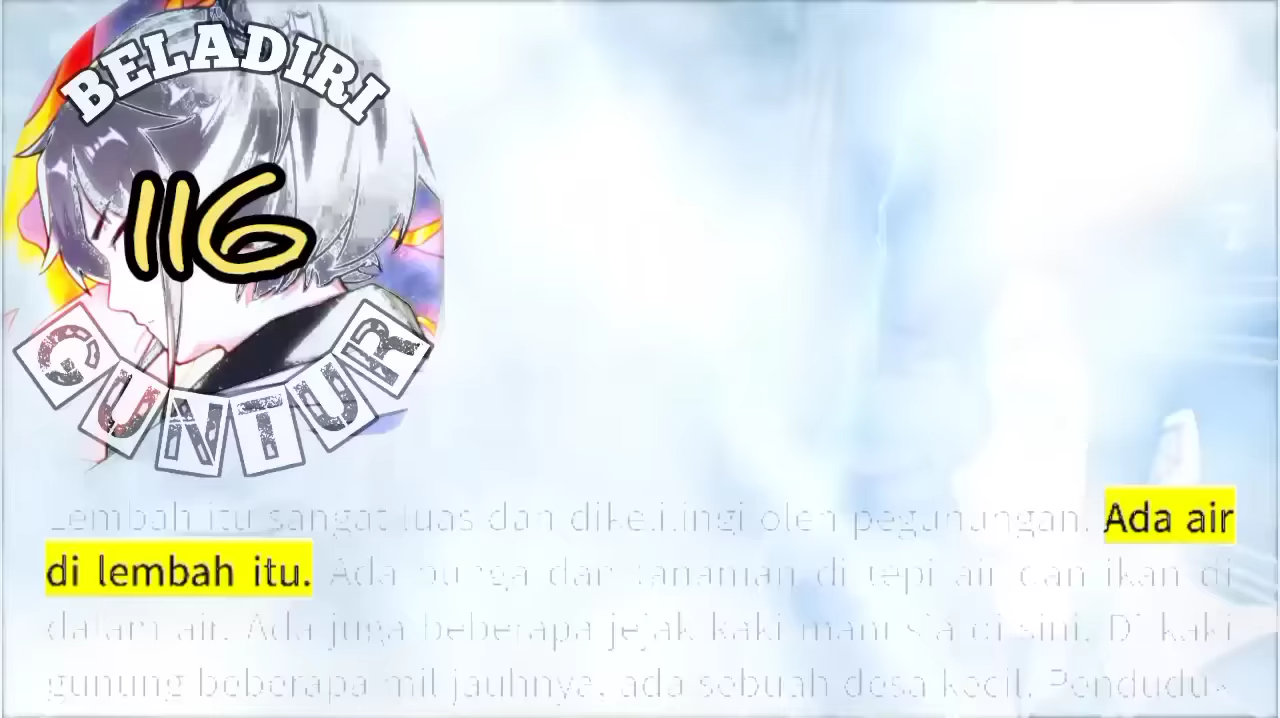 BELADIRI
116
GUNTUR
Lembah itu sangat luas dan dikelilingi oleh pegunungan. Ada air
di lembah itu. Ada bunga dan tanaman di tepi air dan ikan di
dalam air. Ada juga beberapa jejak kaki manusia di sini. Di kaki
gunung beberapa mil jauhnya, ada sebuah desa kecil. Penduduk